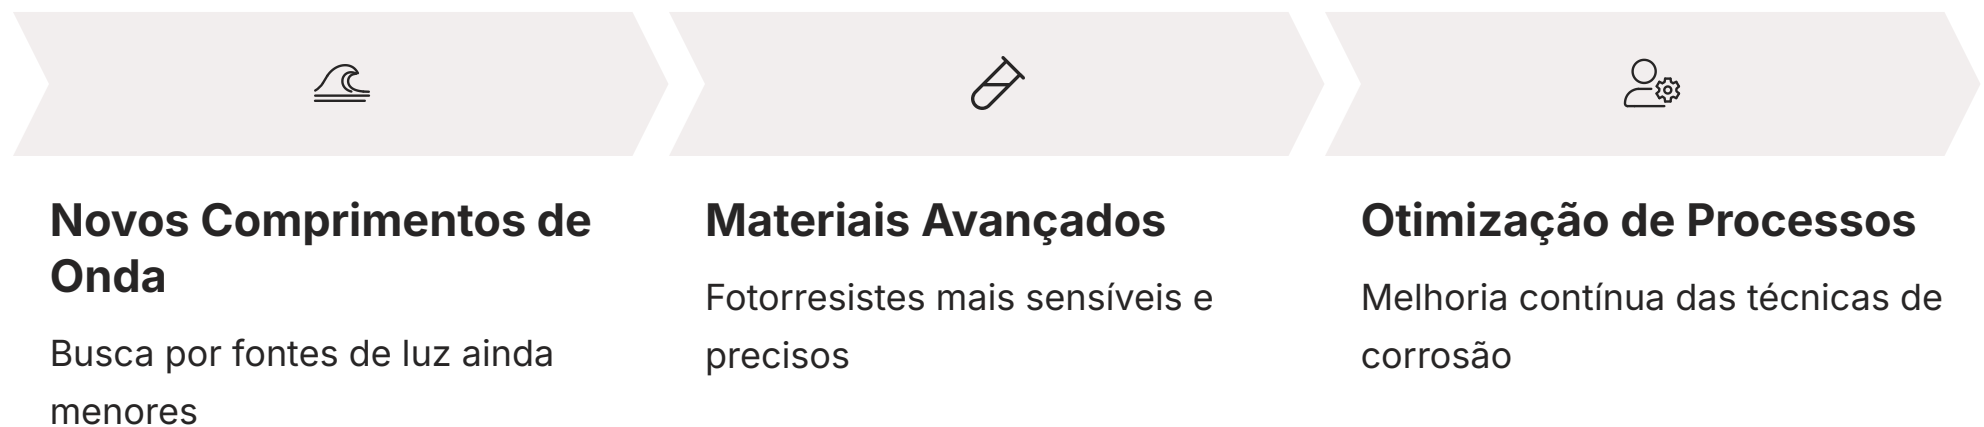 Novos Comprimentos de
Onda
Busca por fontes de luz ainda
menores
Materiais Avançados
Fotorresistes mais sensíveis e
precisos
Otimização de Processos
Melhoria contínua das técnicas de
corrosão